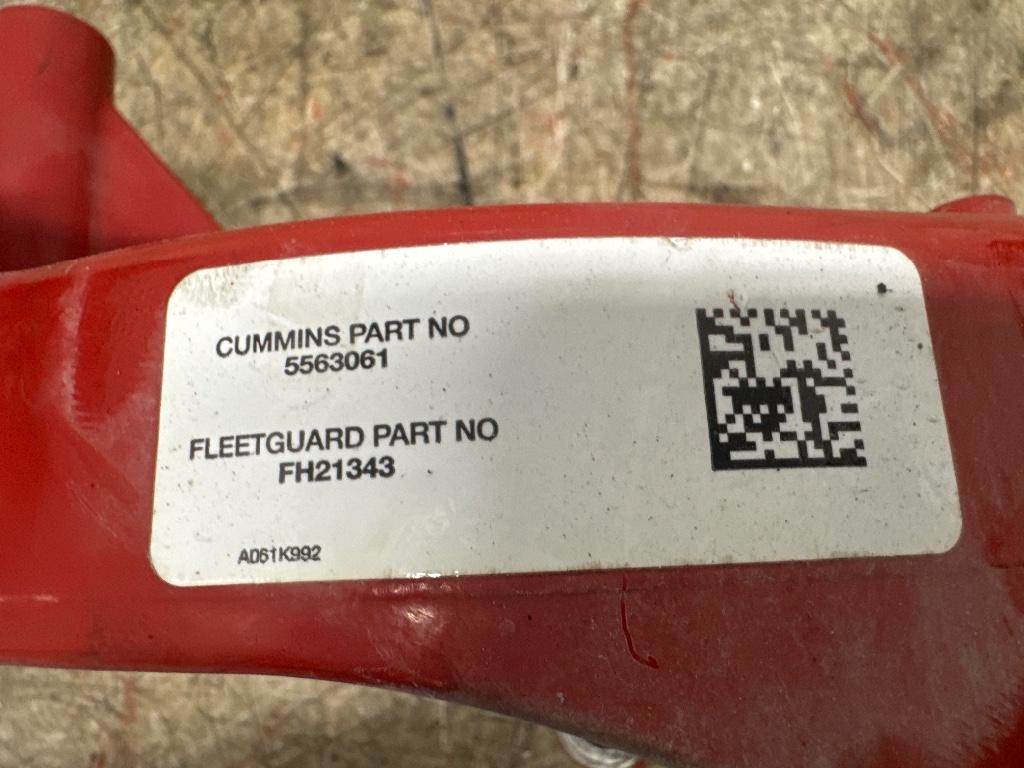 CUMMINS PART NO
5563061
FLEETGUARD PART NO
FH21343
A061K992